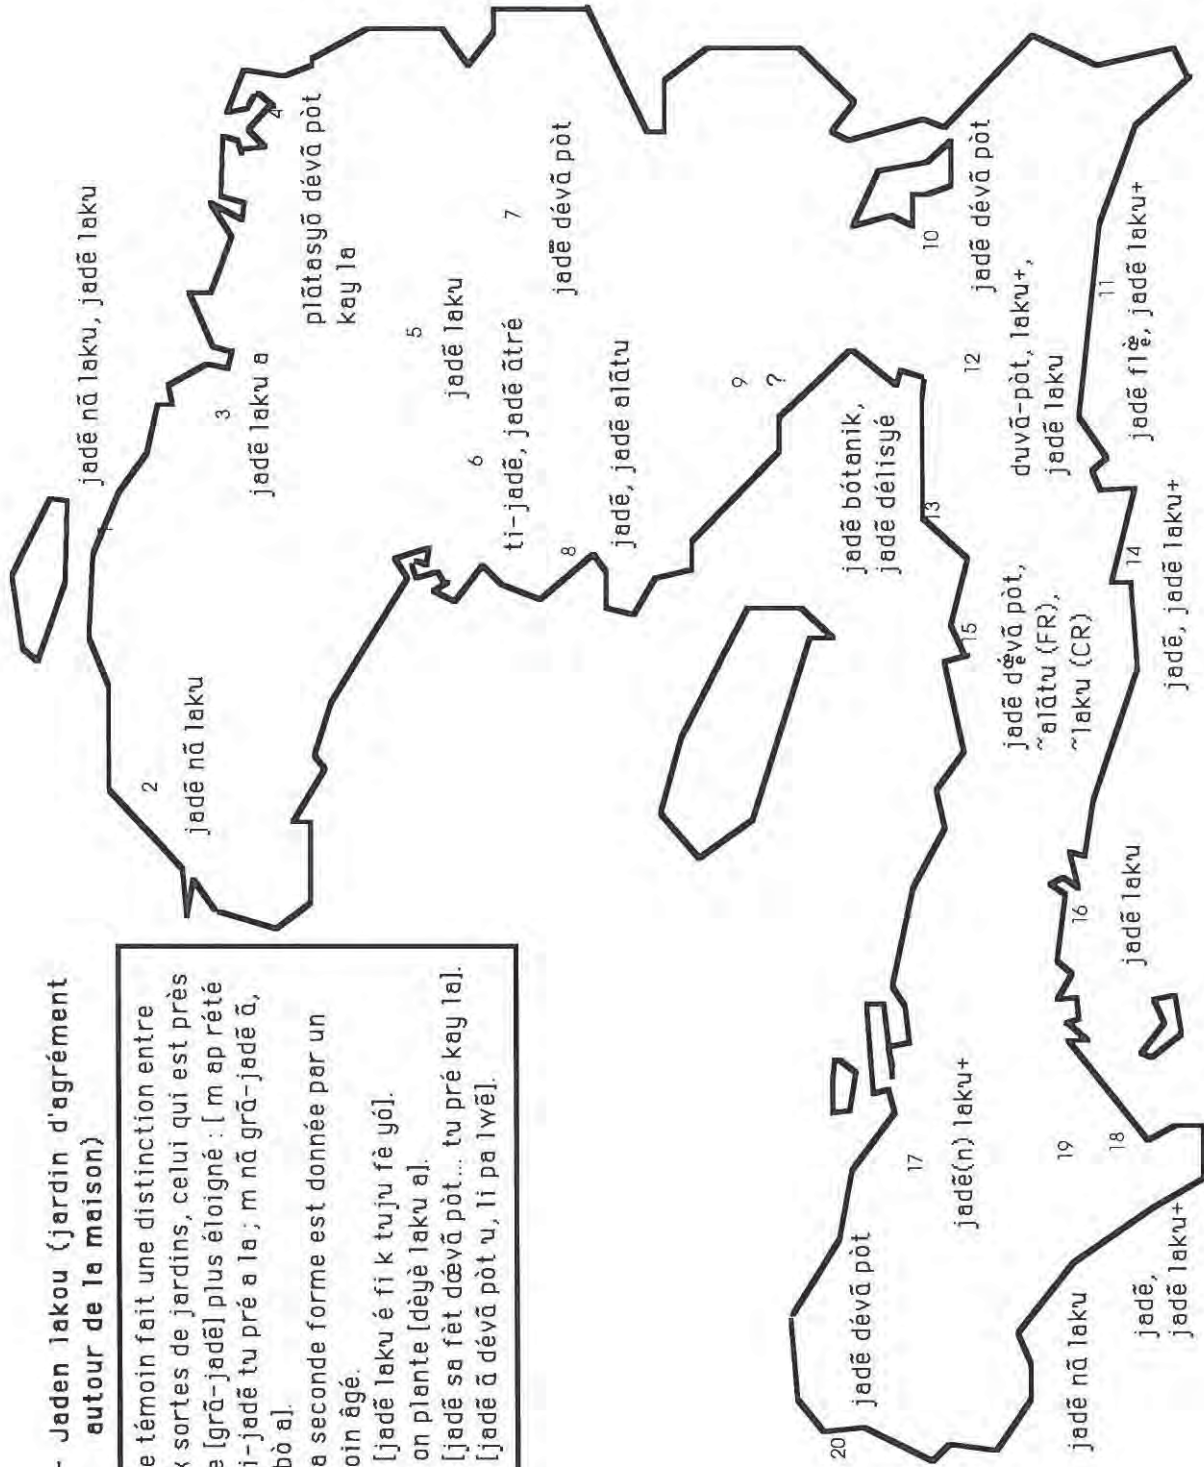 - Jaden lakou (jardin d'agrément
autour de la maison)
e témoin fait une distinction entre
x sortes de jardins, celui qui est près
e [grã-jadẽ] plus éloigné : [ m ap rété
i-jadẽ tu pré a la ; m nã grã-jadẽ ã,
bò a].
a seconde forme est donnée par un
oin âgé.
[jadẽ laku é fi k tuju fè yó].
on plante [dèyè laku a].
[jadẽ sa fèt dœvã pòt... tu pré kay la].
[jadẽ ã dévã pòt u, li pa lwẽ].
1
jadẽ nã laku, jadẽ laku
2
jadẽ nã laku
3
jadẽ laku a
4
plãtasyõ dévã pòt
kay la
5
jadẽ laku
6
ti-jadẽ, jadẽ ãtré
7
jadẽ dévã pòt
8
jadẽ, jadẽ alãtu
9
?
10
jadẽ dévã pòt
11
jadẽ flœ, jadẽ laku+
12
duvã-pòt, laku+,
jadẽ laku
13
jadẽ bótanik,
jadẽ délisyé
14
jadẽ, jadẽ laku+
15
jadẽ dœvã pòt,
~alãtu (FR),
~laku (CR)
16
jadẽ laku
17
jadẽ(n) laku+
18
jadẽ,
jadẽ laku+
19
jadẽ nã laku
20
jadẽ dévã pòt